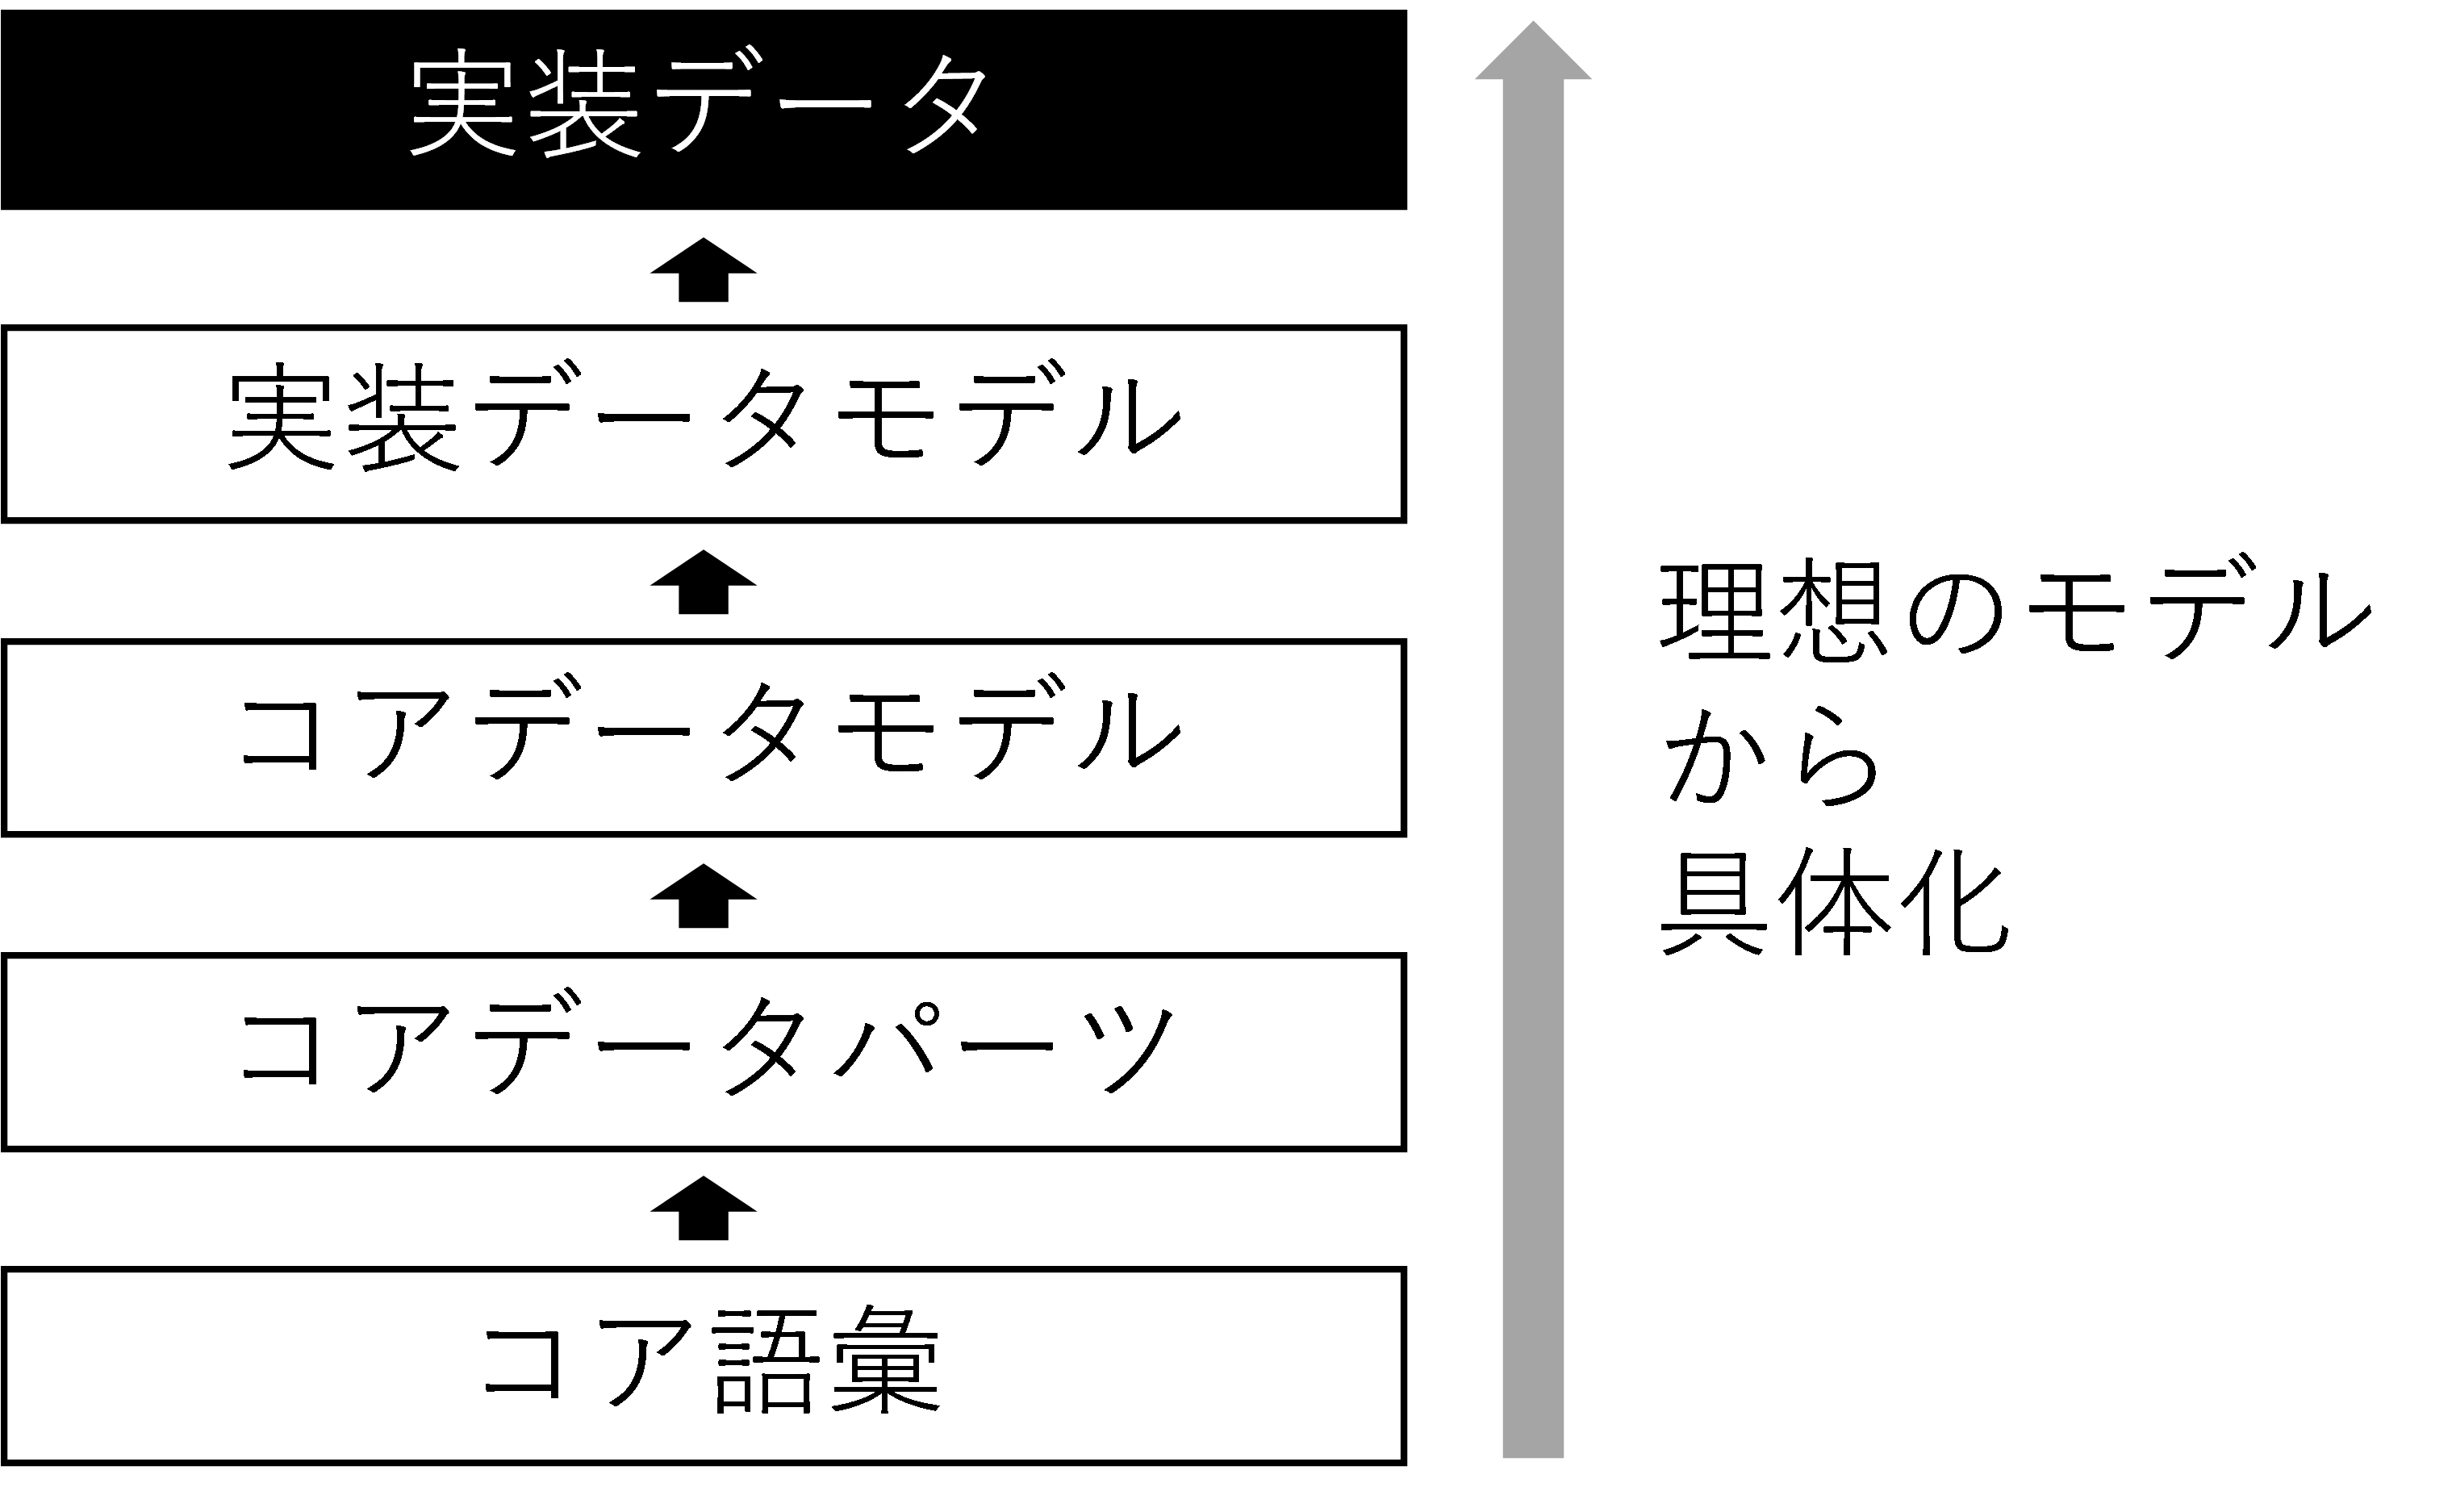 実装データ
実装データモデル
コアデータモデル
コアデータパーツ
コア語彙
理想のモデル
から
具体化